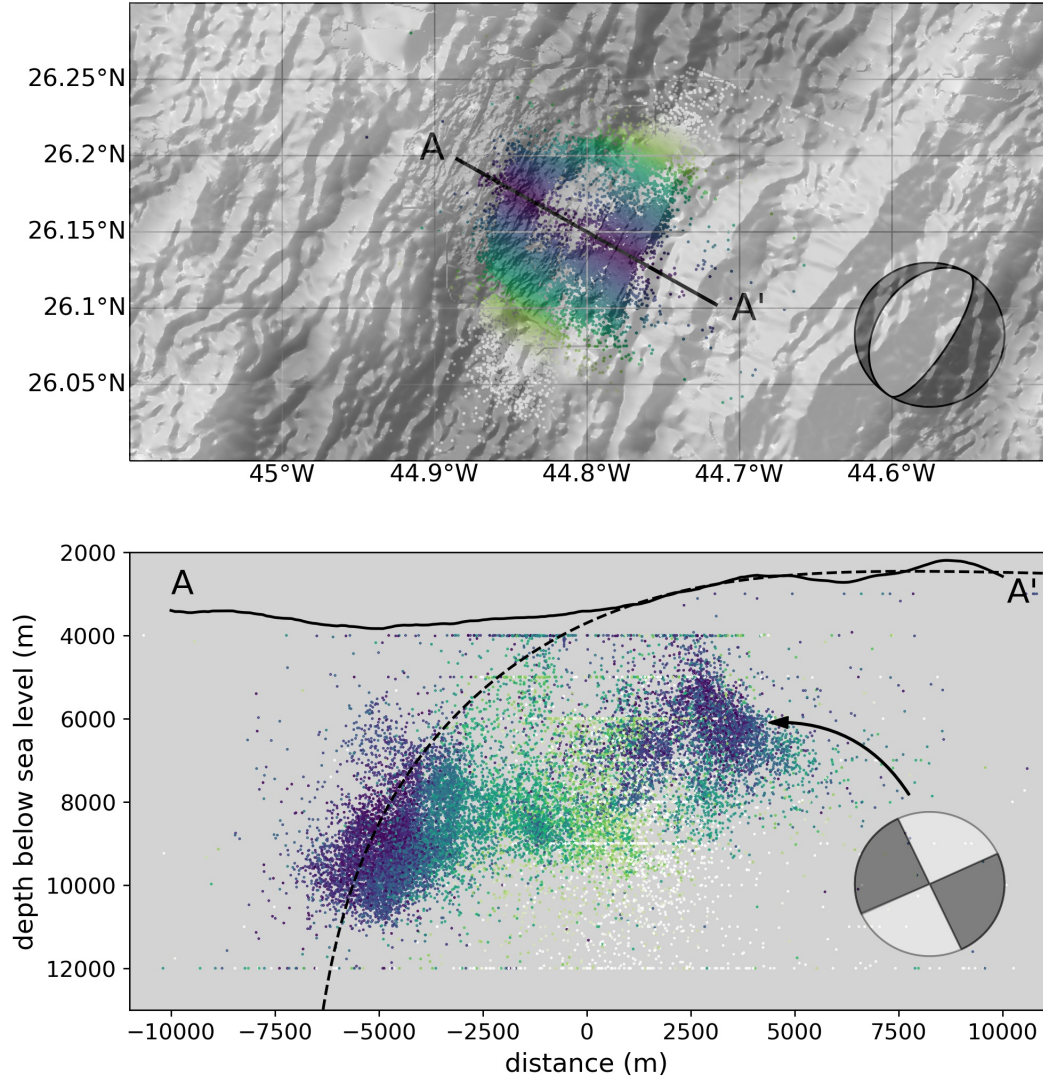 26.25°N
26.2°N
26.15°N
26.1°N
26.05°N
A
A'
45°W
44.9°W
44.8°W
44.7°W
44.6°W
2000
4000
6000
8000
10000
12000
depth below sea level (m)
A
A'
−10000
−7500
−5000
−2500
0
2500
5000
7500
10000
distance (m)